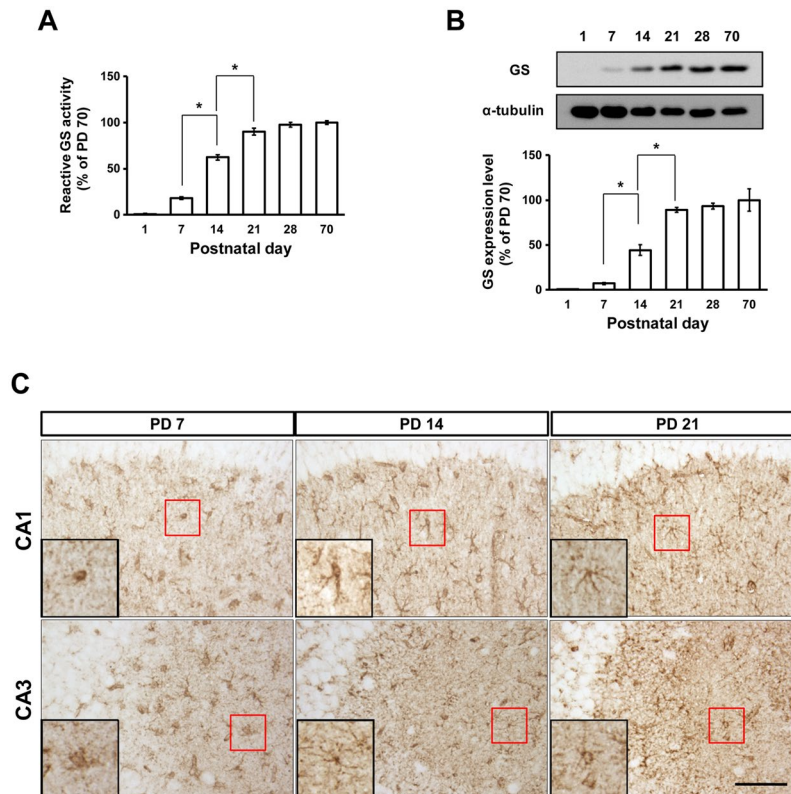 A
Reactive GS activity
(% of PD 70)
150
100
50
0
*
*
1 7 14 21 28 70
Postnatal day
B
1 7 14 21 28 70
GS
α-tubulin
GS expression level
(% of PD 70)
150
100
50
0
*
*
1 7 14 21 28 70
Postnatal day
C
PD 7 PD 14 PD 21
CA1
CA3